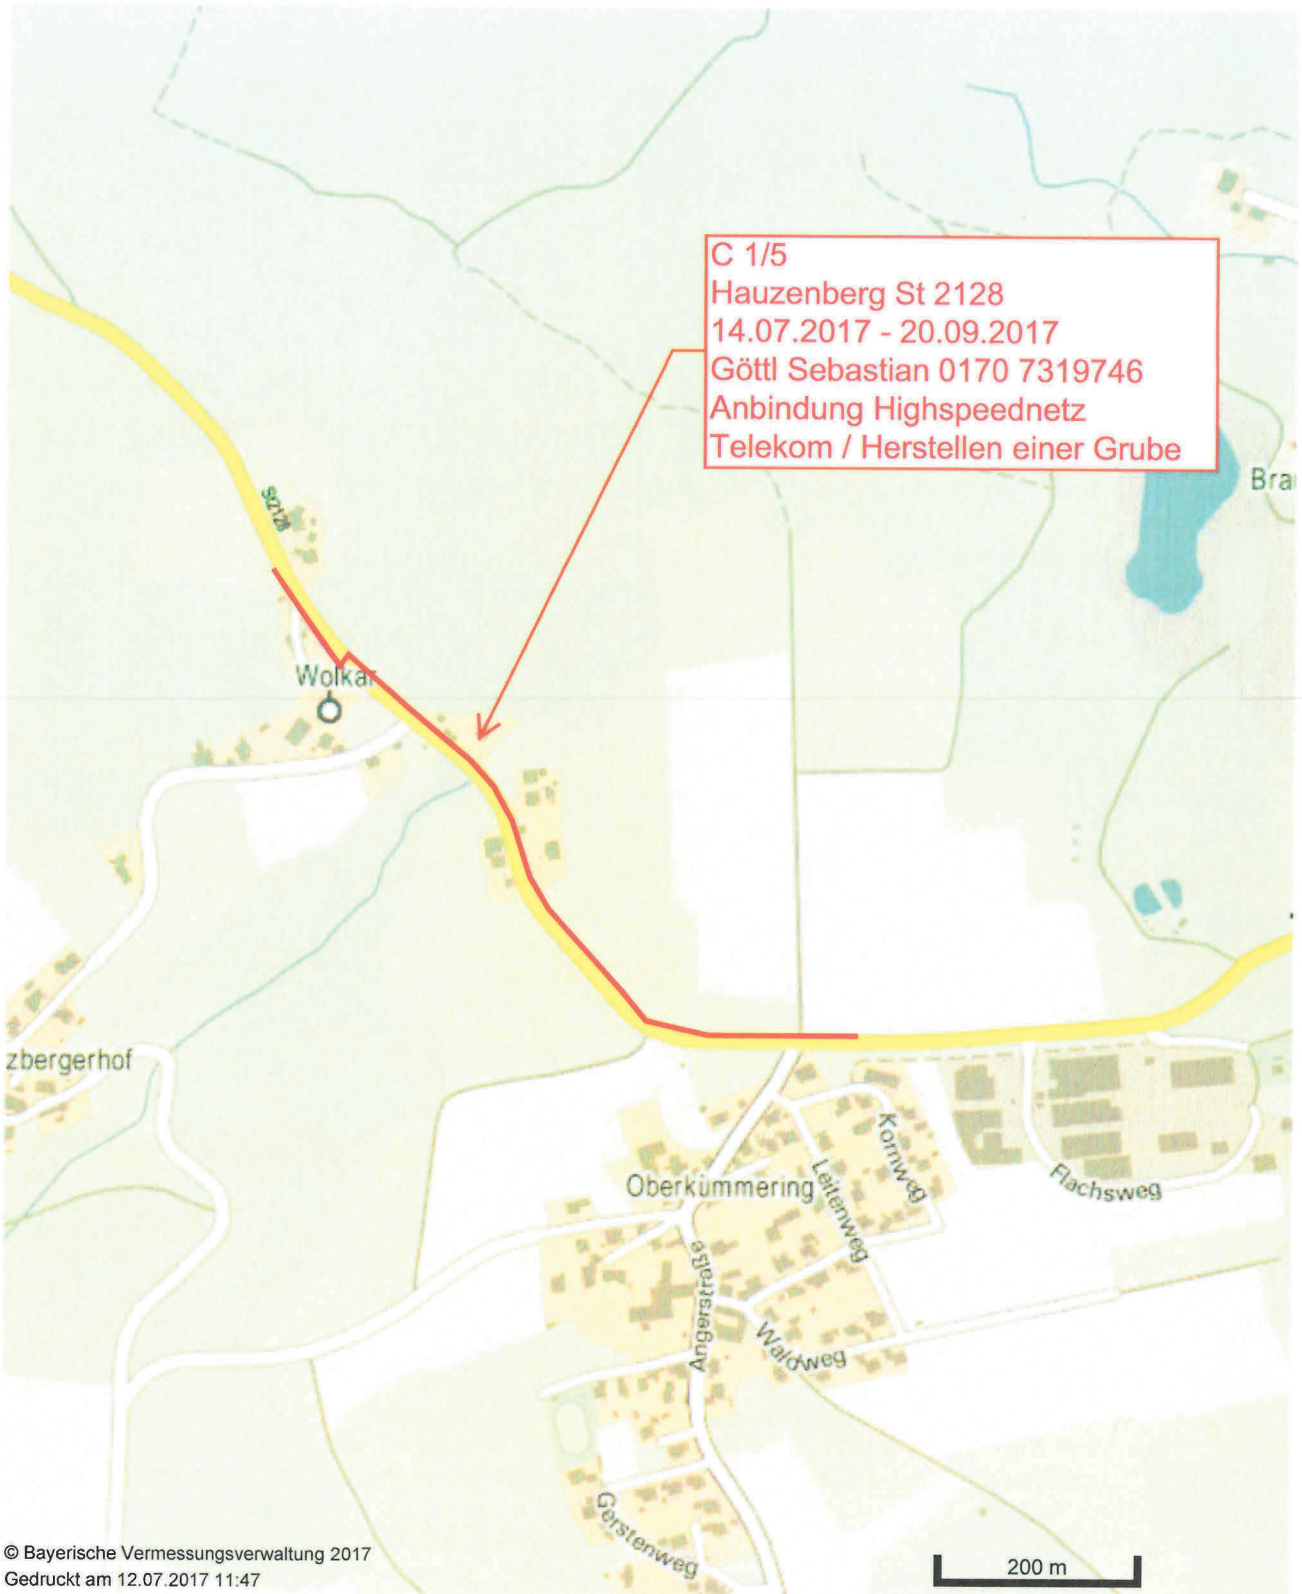 C 1/5
Hauzenberg St 2128
14.07.2017 - 20.09.2017
Göttl Sebastian 0170 7319746
Anbindung Highspeednetz
Telekom / Herstellen einer Grube
Bra
St2128
Wolkar
zbergerhof
Kornweg
Leitenweg
Flachsweg
Oberkümmering
Angerstraße
Waldweg
Gerstenweg
© Bayerische Vermessungsverwaltung 2017
Gedruckt am 12.07.2017 11:47
200 m